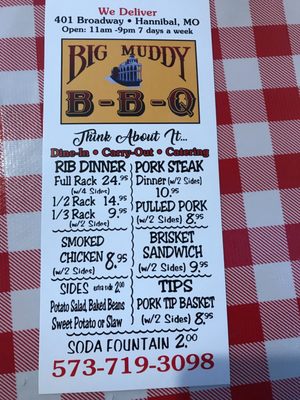 We Deliver
401 Broadway • Hannibal, MO
Open: 11am -9pm 7 days a week
BIG MUDDY
B-B-Q
Think About It...
Dine-In • Carry-Out • Catering
RIB DINNER
Full Rack 24.95
(w/4 Sides)
1/2 Rack 14.95
1/3 Rack 9.95
(w/2 Sides)
PORK STEAK
Dinner (w/2 Sides)
10.95
PULLED PORK
(w/2 Sides) 8.95
SMOKED
CHICKEN 8.95
(w/2 Sides)
BRISKET
SANDWICH
(w/2 Sides) 9.95
SIDES extra side 2.00
Potato Salad, Baked Beans
Sweet Potato or Slaw
TIPS
PORK TIP BASKET
(w/2 Sides) 8.95
SODA FOUNTAIN 2.00
573-719-3098